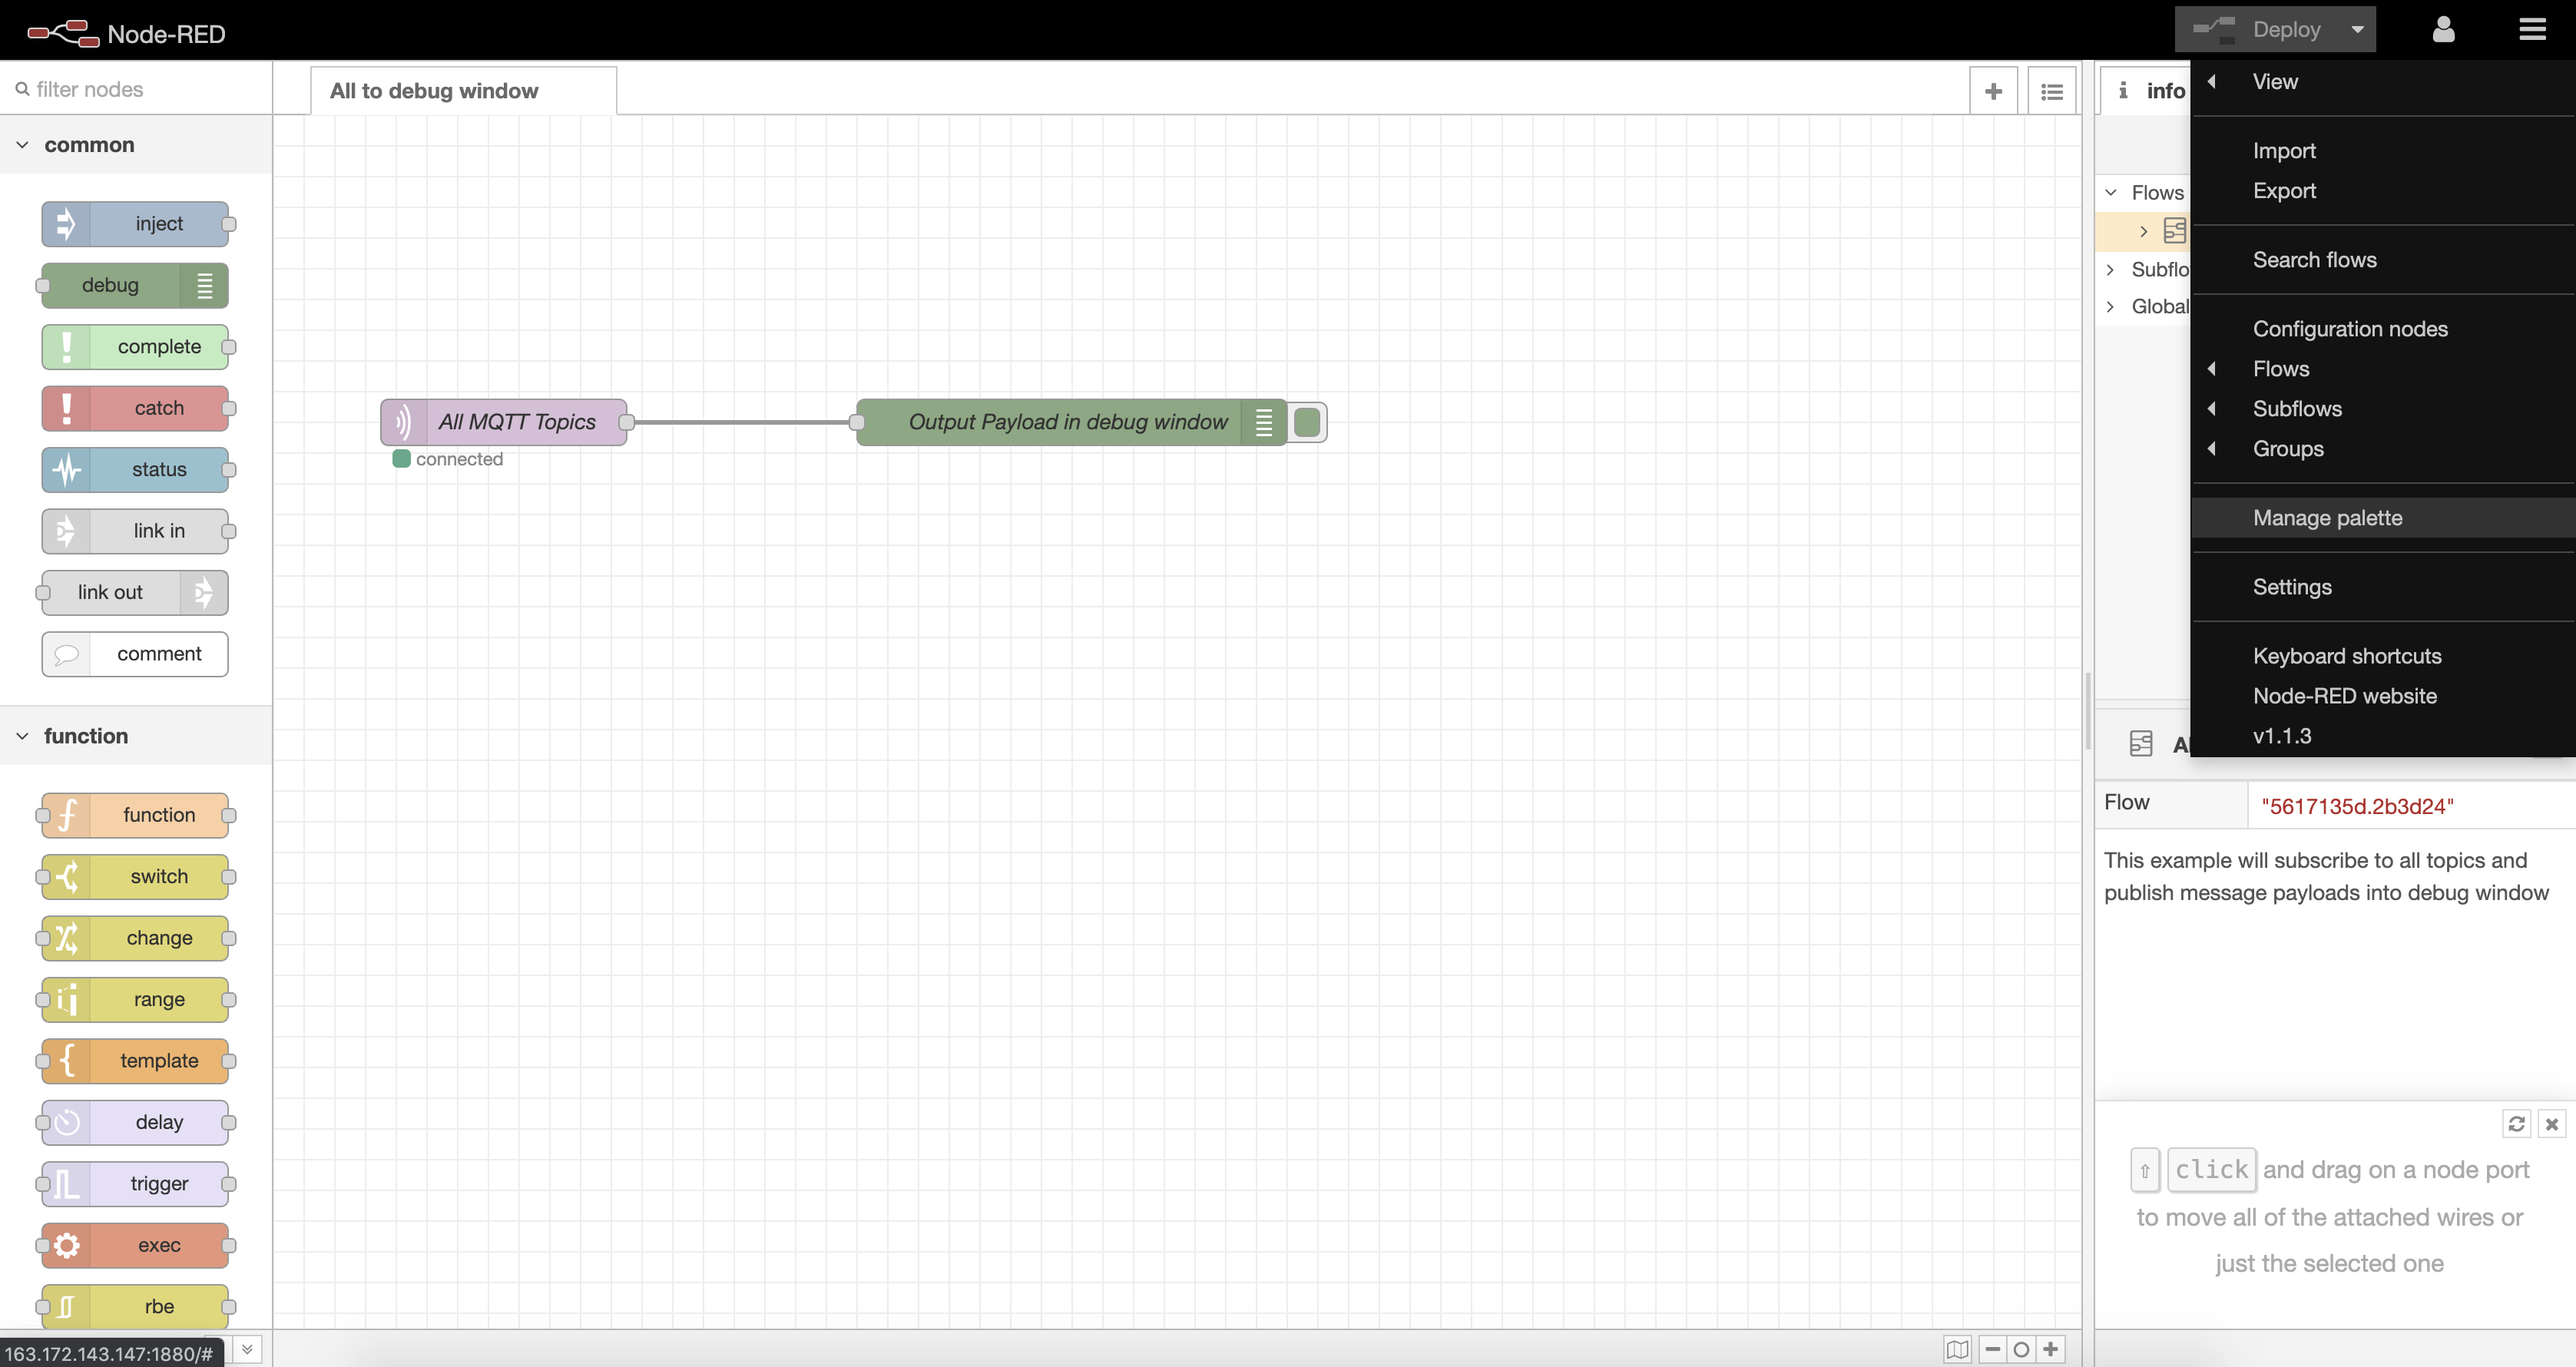 Node-RED
Deploy
filter nodes
All to debug window
info
common
inject
debug
complete
catch
status
link in
link out
comment
function
function
switch
change
range
template
delay
trigger
exec
rbe
163.172.143.147:1880/#
All MQTT Topics
connected
Output Payload in debug window
Flows
Subflo
Global
View
Import
Export
Search flows
Configuration nodes
Flows
Subflows
Groups
Manage palette
Settings
Keyboard shortcuts
Node-RED website
v1.1.3
Flow
"5617135d.2b3d24"
This example will subscribe to all topics and
publish message payloads into debug window
⇧ click and drag on a node port
to move all of the attached wires or
just the selected one